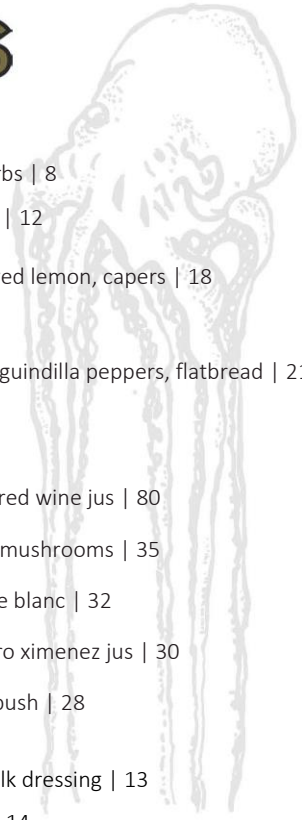 rbs | 8
| 12
ed lemon, capers | 18
guindilla peppers, flatbread | 21
red wine jus | 80
mushrooms | 35
e blanc | 32
ro ximenez jus | 30
bush | 28
lk dressing | 13
14